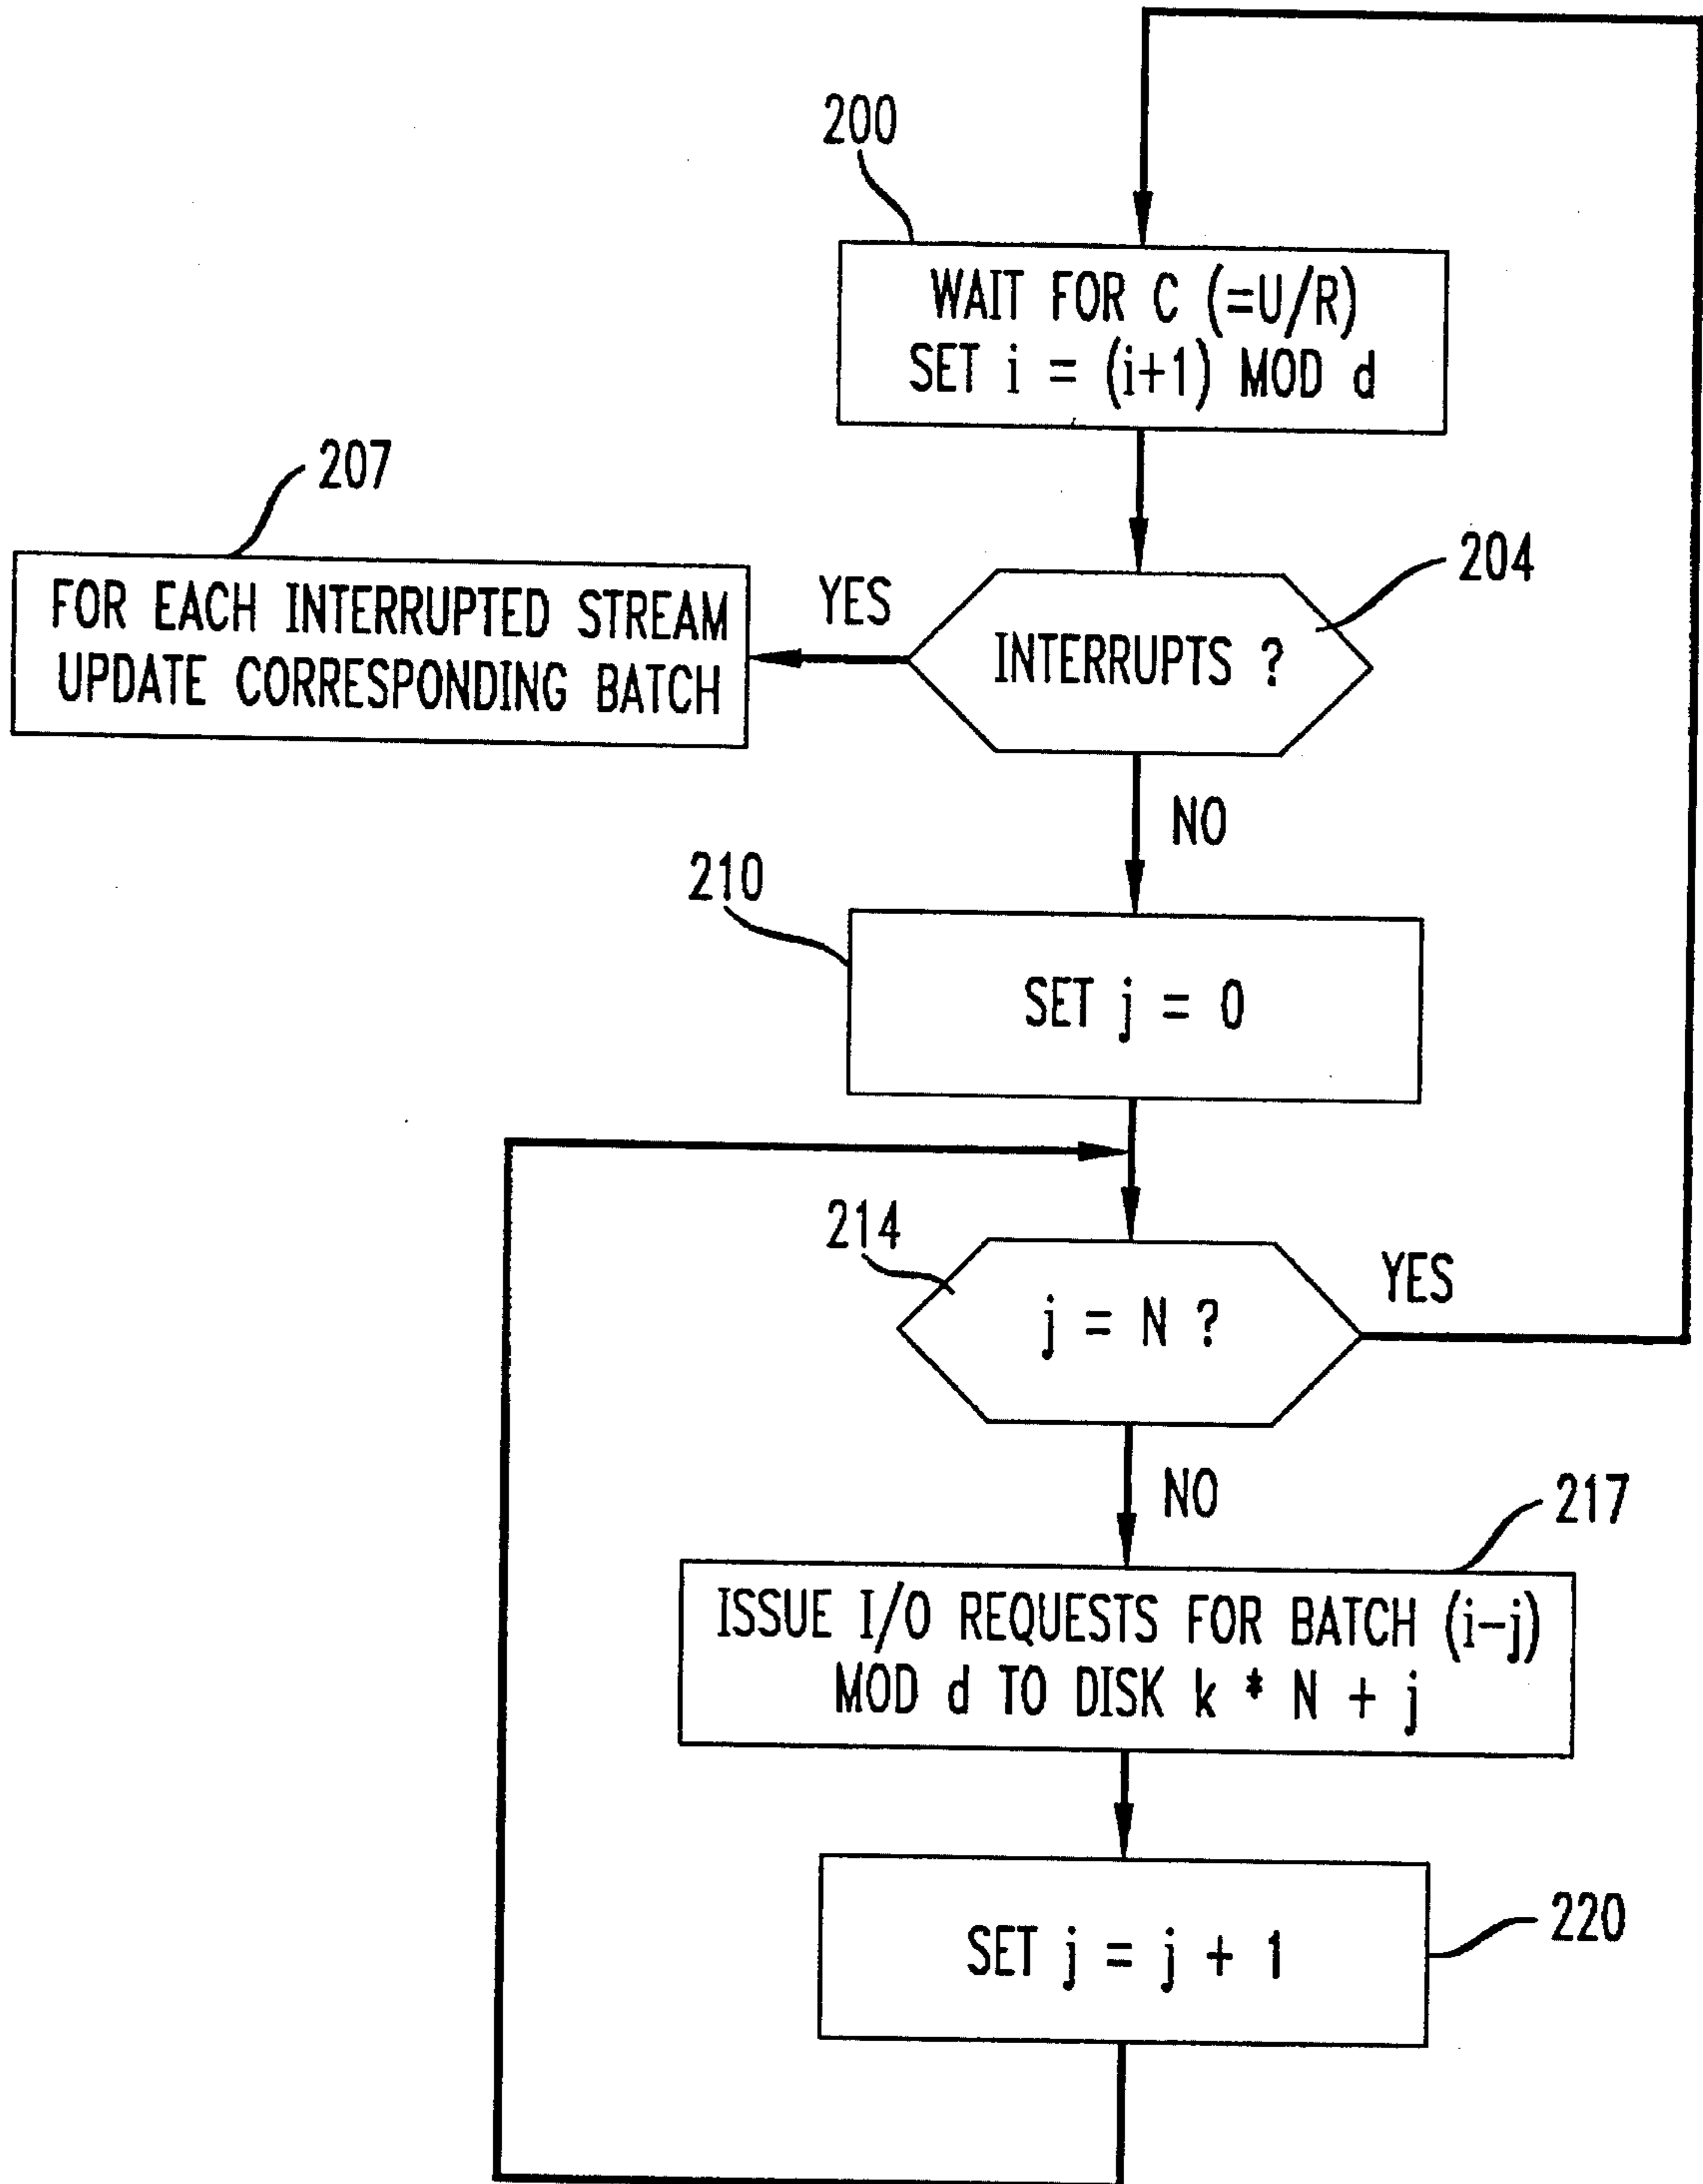 200
WAIT FOR C (=U/R)
SET i = (i+1) MOD d
207
204
FOR EACH INTERRUPTED STREAM
UPDATE CORRESPONDING BATCH
YES
INTERRUPTS ?
NO
210
SET j = 0
214
j = N ?
YES
NO
217
ISSUE I/O REQUESTS FOR BATCH (i-j)
MOD d TO DISK k * N + j
220
SET j = j + 1